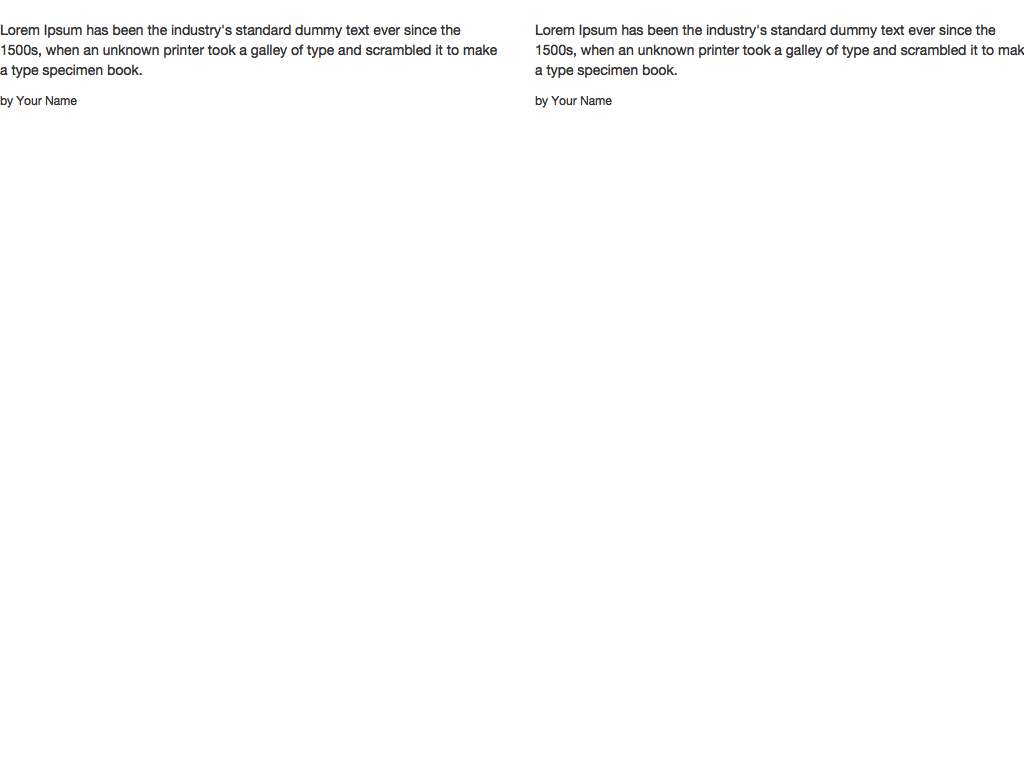 Lorem Ipsum has been the industry's standard dummy text ever since the
1500s, when an unknown printer took a galley of type and scrambled it to make
a type specimen book.
by Your Name
Lorem Ipsum has been the industry's standard dummy text ever since the
1500s, when an unknown printer took a galley of type and scrambled it to mak
a type specimen book.
by Your Name